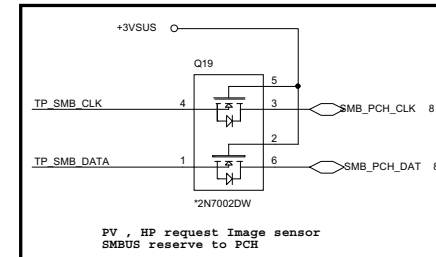 +3VSUS
Q19
5
TP_SMB_CLK 4 3 SMB_PCH_CLK 8
2
TP_SMB_DATA 1 6 SMB_PCH_DAT 8
*2N7002DW
PV , HP request Image sensor
SMBUS reserve to PCH